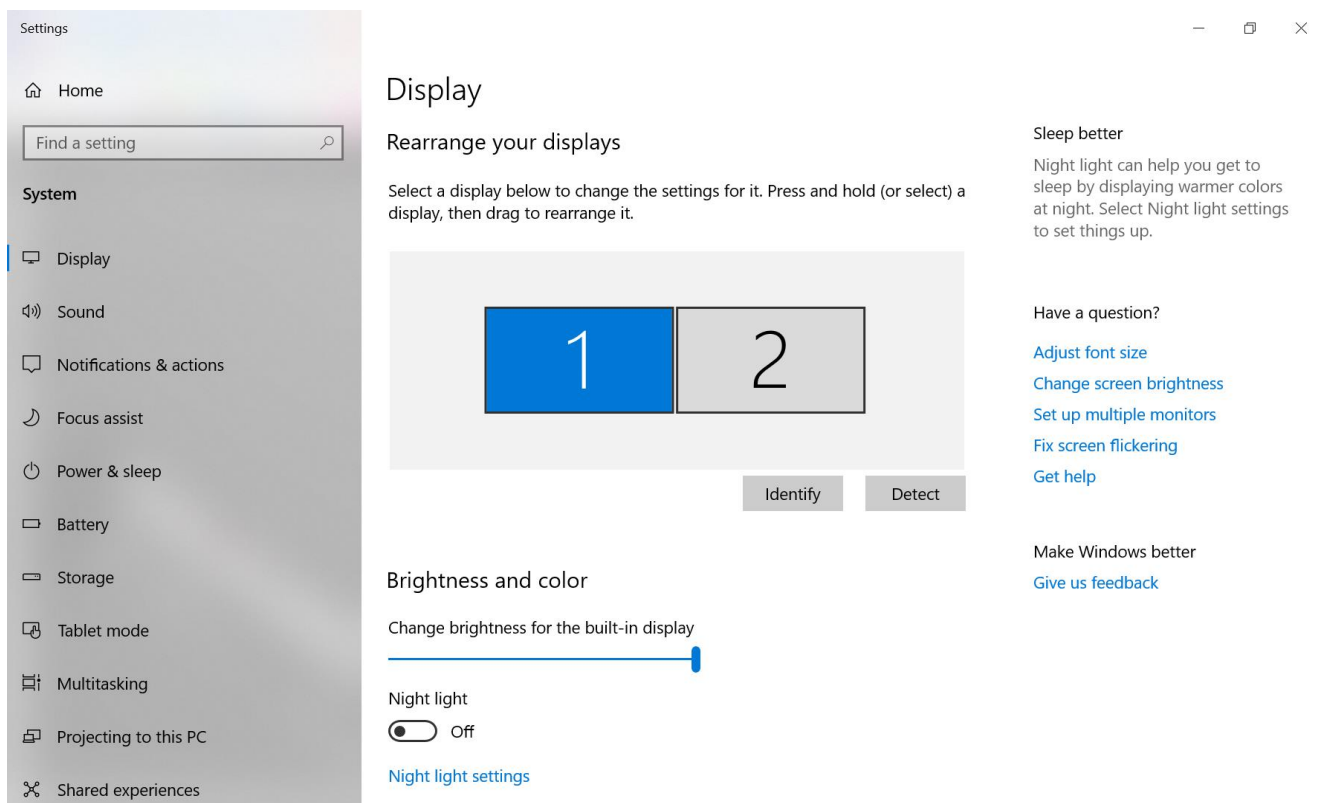 Settings
Home
Find a setting
System
Display
Sound
Notifications & actions
Focus assist
Power & sleep
Battery
Storage
Tablet mode
Multitasking
Projecting to this PC
Shared experiences
Display
Rearrange your displays
Select a display below to change the settings for it. Press and hold (or select) a
display, then drag to rearrange it.
1
2
Identify
Detect
Brightness and color
Change brightness for the built-in display
Night light
Off
Night light settings
Sleep better
Night light can help you get to
sleep by displaying warmer colors
at night. Select Night light settings
to set things up.
Have a question?
Adjust font size
Change screen brightness
Set up multiple monitors
Fix screen flickering
Get help
Make Windows better
Give us feedback